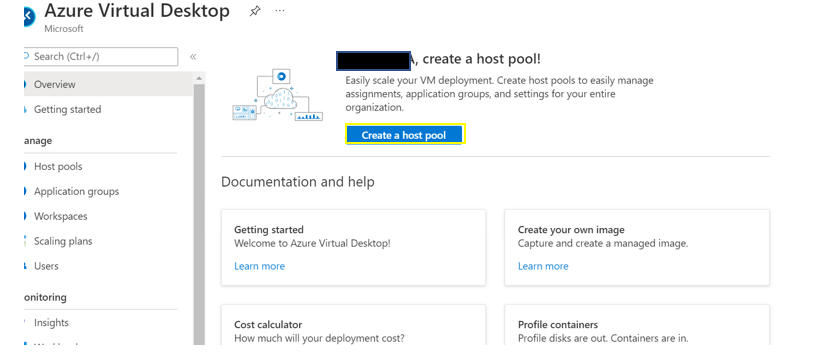 Azure Virtual Desktop
Microsoft
Search (Ctrl+/)
Overview
Getting started
anage
Host pools
Application groups
Workspaces
Scaling plans
Users
onitoring
Insights
, create a host pool!
Easily scale your VM deployment. Create host pools to easily manage
assignments, application groups, and settings for your entire
organization.
Create a host pool
Documentation and help
Getting started
Welcome to Azure Virtual Desktop!
Learn more
Create your own image
Capture and create a managed image.
Learn more
Cost calculator
How much will your deployment cost?
Profile containers
Profile disks are out. Containers are in.